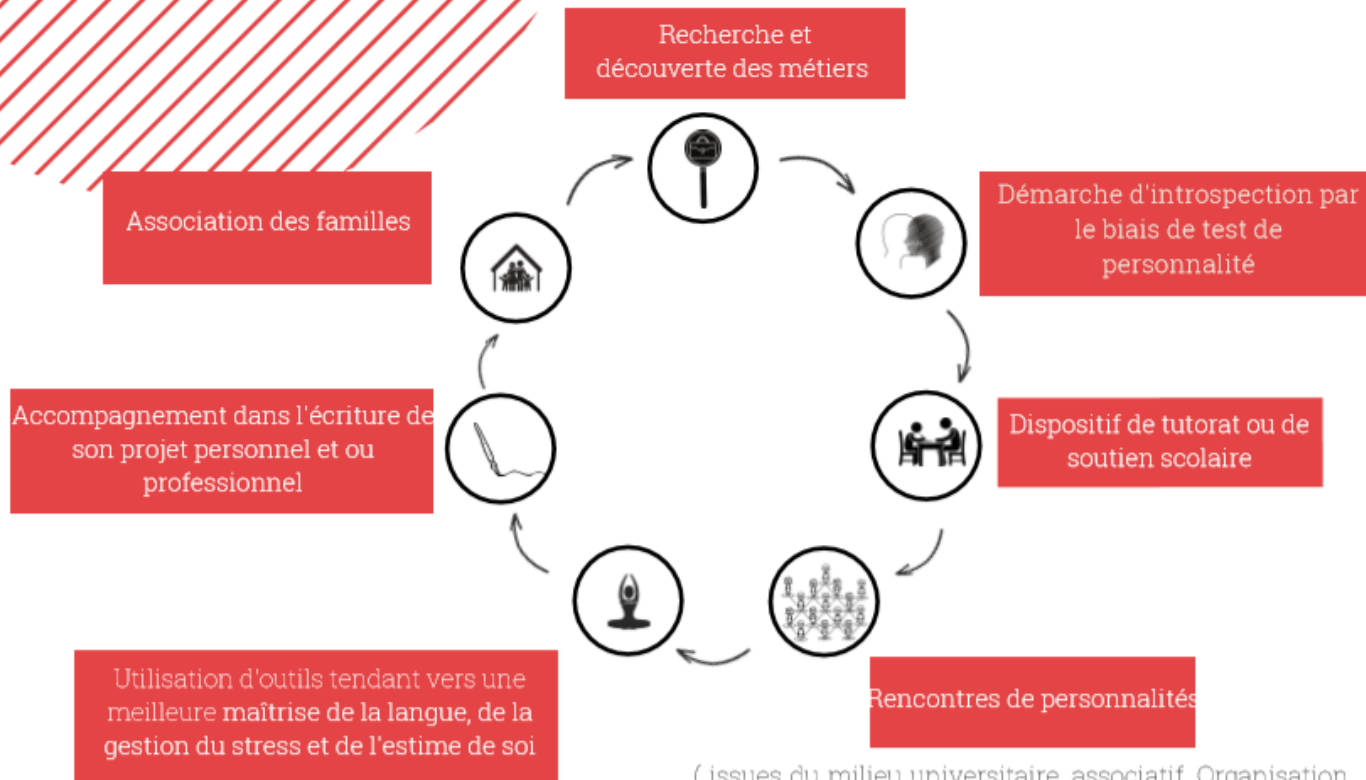 Recherche et
découverte des métiers
Démarche d'introspection par
le biais de test de
personnalité
Dispositif de tutorat ou de
soutien scolaire
Rencontres de personnalités
( issues du milieu universitaire, associatif, Organisation
Utilisation d'outils tendant vers une
meilleure maîtrise de la langue, de la
gestion du stress et de l'estime de soi
Accompagnement dans l'écriture de
son projet personnel et ou
professionnel
Association des familles